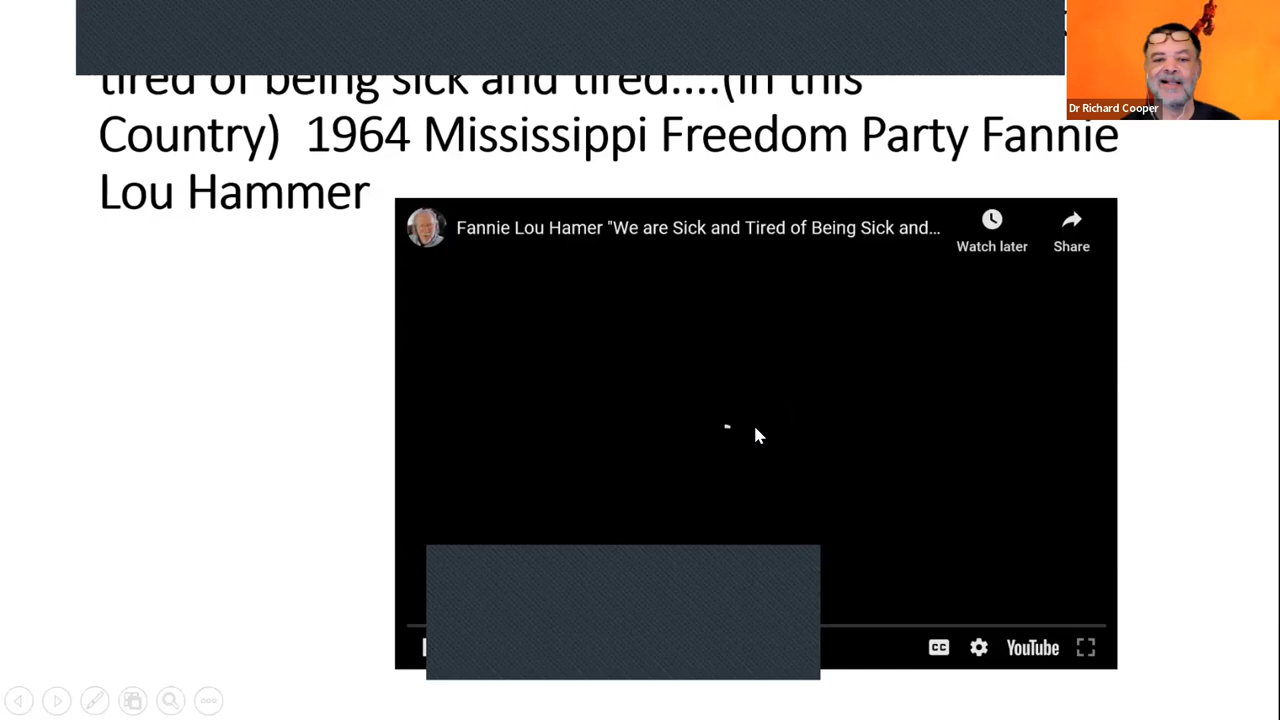 tired of being sick and tired....(in this
Dr Richard Cooper
Country)  1964 Mississippi Freedom Party Fannie
Lou Hammer
Fannie Lou Hamer "We are Sick and Tired of Being Sick and...
Watch later
Share
CC
YouTube